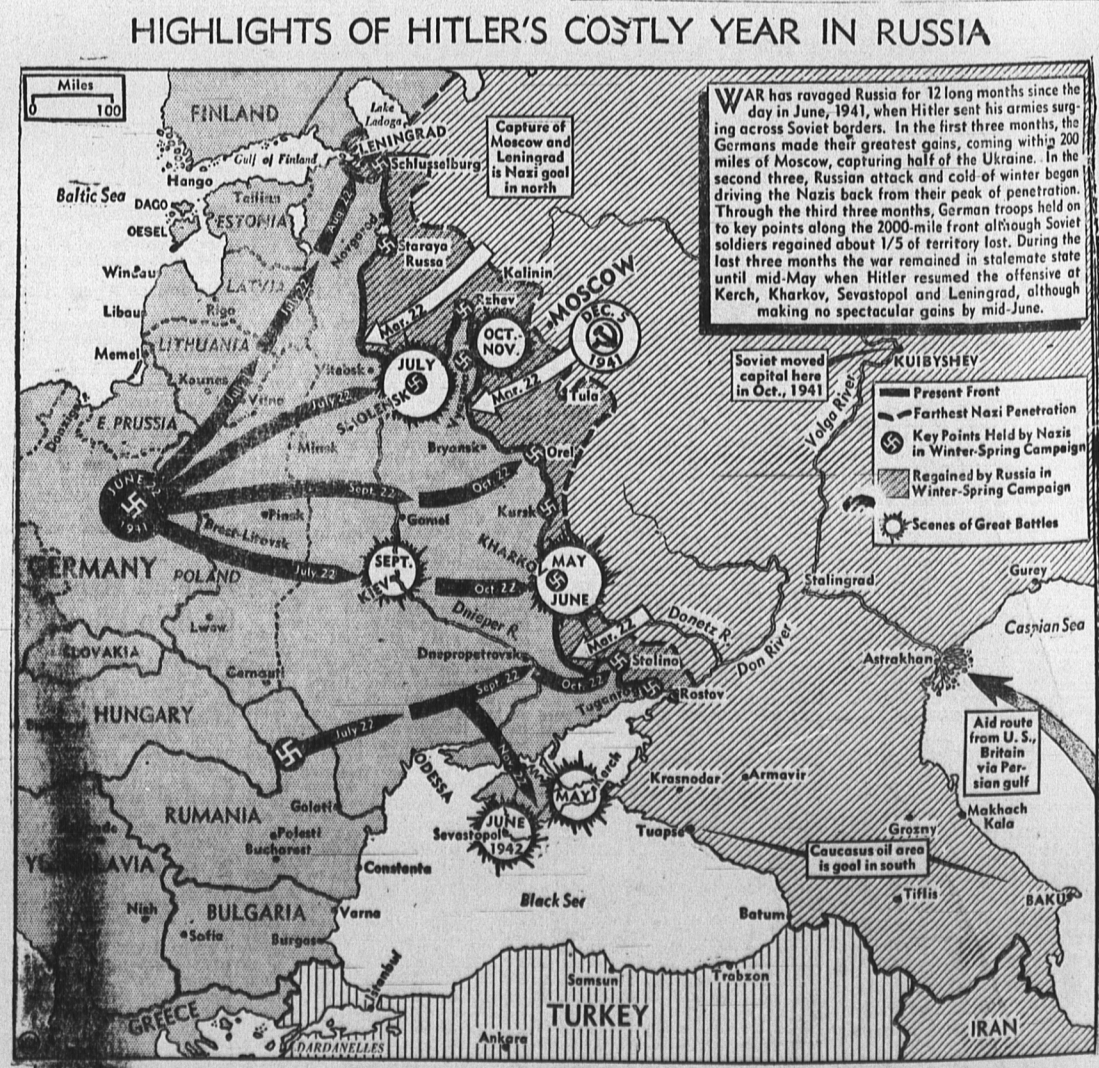 HIGHLIGHTS OF HITLER'S COSTLY YEAR IN RUSSIA
Miles
0 100
FINLAND
Lake
Ladoga
LENINGRAD
Gulf of Finland
Schlusselburg
Hango
Baltic Sea
Tallinn
DAGO
ESTONIA
OESEL
Aug 22
Novgorod
Staraya
Russa
Capture of
Moscow and
Leningrad
is Nazi goal
in north
WAR has ravaged Russia for 12 long months since the
day in June, 1941, when Hitler sent his armies surg-
ing across Soviet borders. In the first three months, the
Germans made their greatest gains, coming within 200
miles of Moscow, capturing half of the Ukraine. In the
second three, Russian attack and cold of winter began
driving the Nazis back from their peak of penetration.
Through the third three months, German troops held on
to key points along the 2000-mile front although Soviet
soldiers regained about 1/5 of territory lost. During the
last three months the war remained in stalemate state
until mid-May when Hitler resumed the offensive at
Kerch, Kharkov, Sevastopol and Leningrad, although
making no spectacular gains by mid-June.
Windau
LATVIA
July 22
Kalinin
MOSCOW
Libau
Riga
Mar. 22
Rzhev
OCT.-
NOV.
DEC. 5
1941
Memel
LITHUANIA
Vitebsk
JULY
Kaunas
Vilna
July 22
Mar. 22
Tula
Danzig
E. PRUSSIA
Minsk
Bryansk
Orel
Soviet moved
capital here
in Oct., 1941
KUIBYSHEV
Volga River
Present Front
Farthest Nazi Penetration
Key Points Held by Nazis
in Winter-Spring Campaign
Regained by Russia in
Winter-Spring Campaign
Scenes of Great Battles
JUNE 22
1941
Sept. 22
Oct. 22
Pinsk
Gomel
Kursk
Brest-Litovsk
GERMANY
POLAND
July 22
SEPT.
KIEV
Oct 22
KHARKOV
MAY
JUNE
Stalingrad
Gurev
Caspian Sea
Lwow
Dnieper R.
Mar. 22
Donetz R.
Don River
SLOVAKIA
Dnepropetrovsk
Stalino
Astrakhan
Cernauti
Sept. 22
Oct. 22
Taganrog
Rostov
HUNGARY
July 22
Aid route
from U. S.,
Britain
via Per-
sian gulf
ODESSA
Kerch
MAY
Krasnodar
Armavir
RUMANIA
Galati
JUNE
1942
Sevastopol
Makhach
Kala
Ploesti
Bucharest
Tuapse
Grozny
Caucasus oil area
is goal in south
Constanta
Tiflis
BAKU
Nish
BULGARIA
Varna
Black Sea
Batum
Sofia
Burgas
Istanbul
Samsun
Trabzon
GREECE
TURKEY
IRAN
DARDANELLES
Ankara